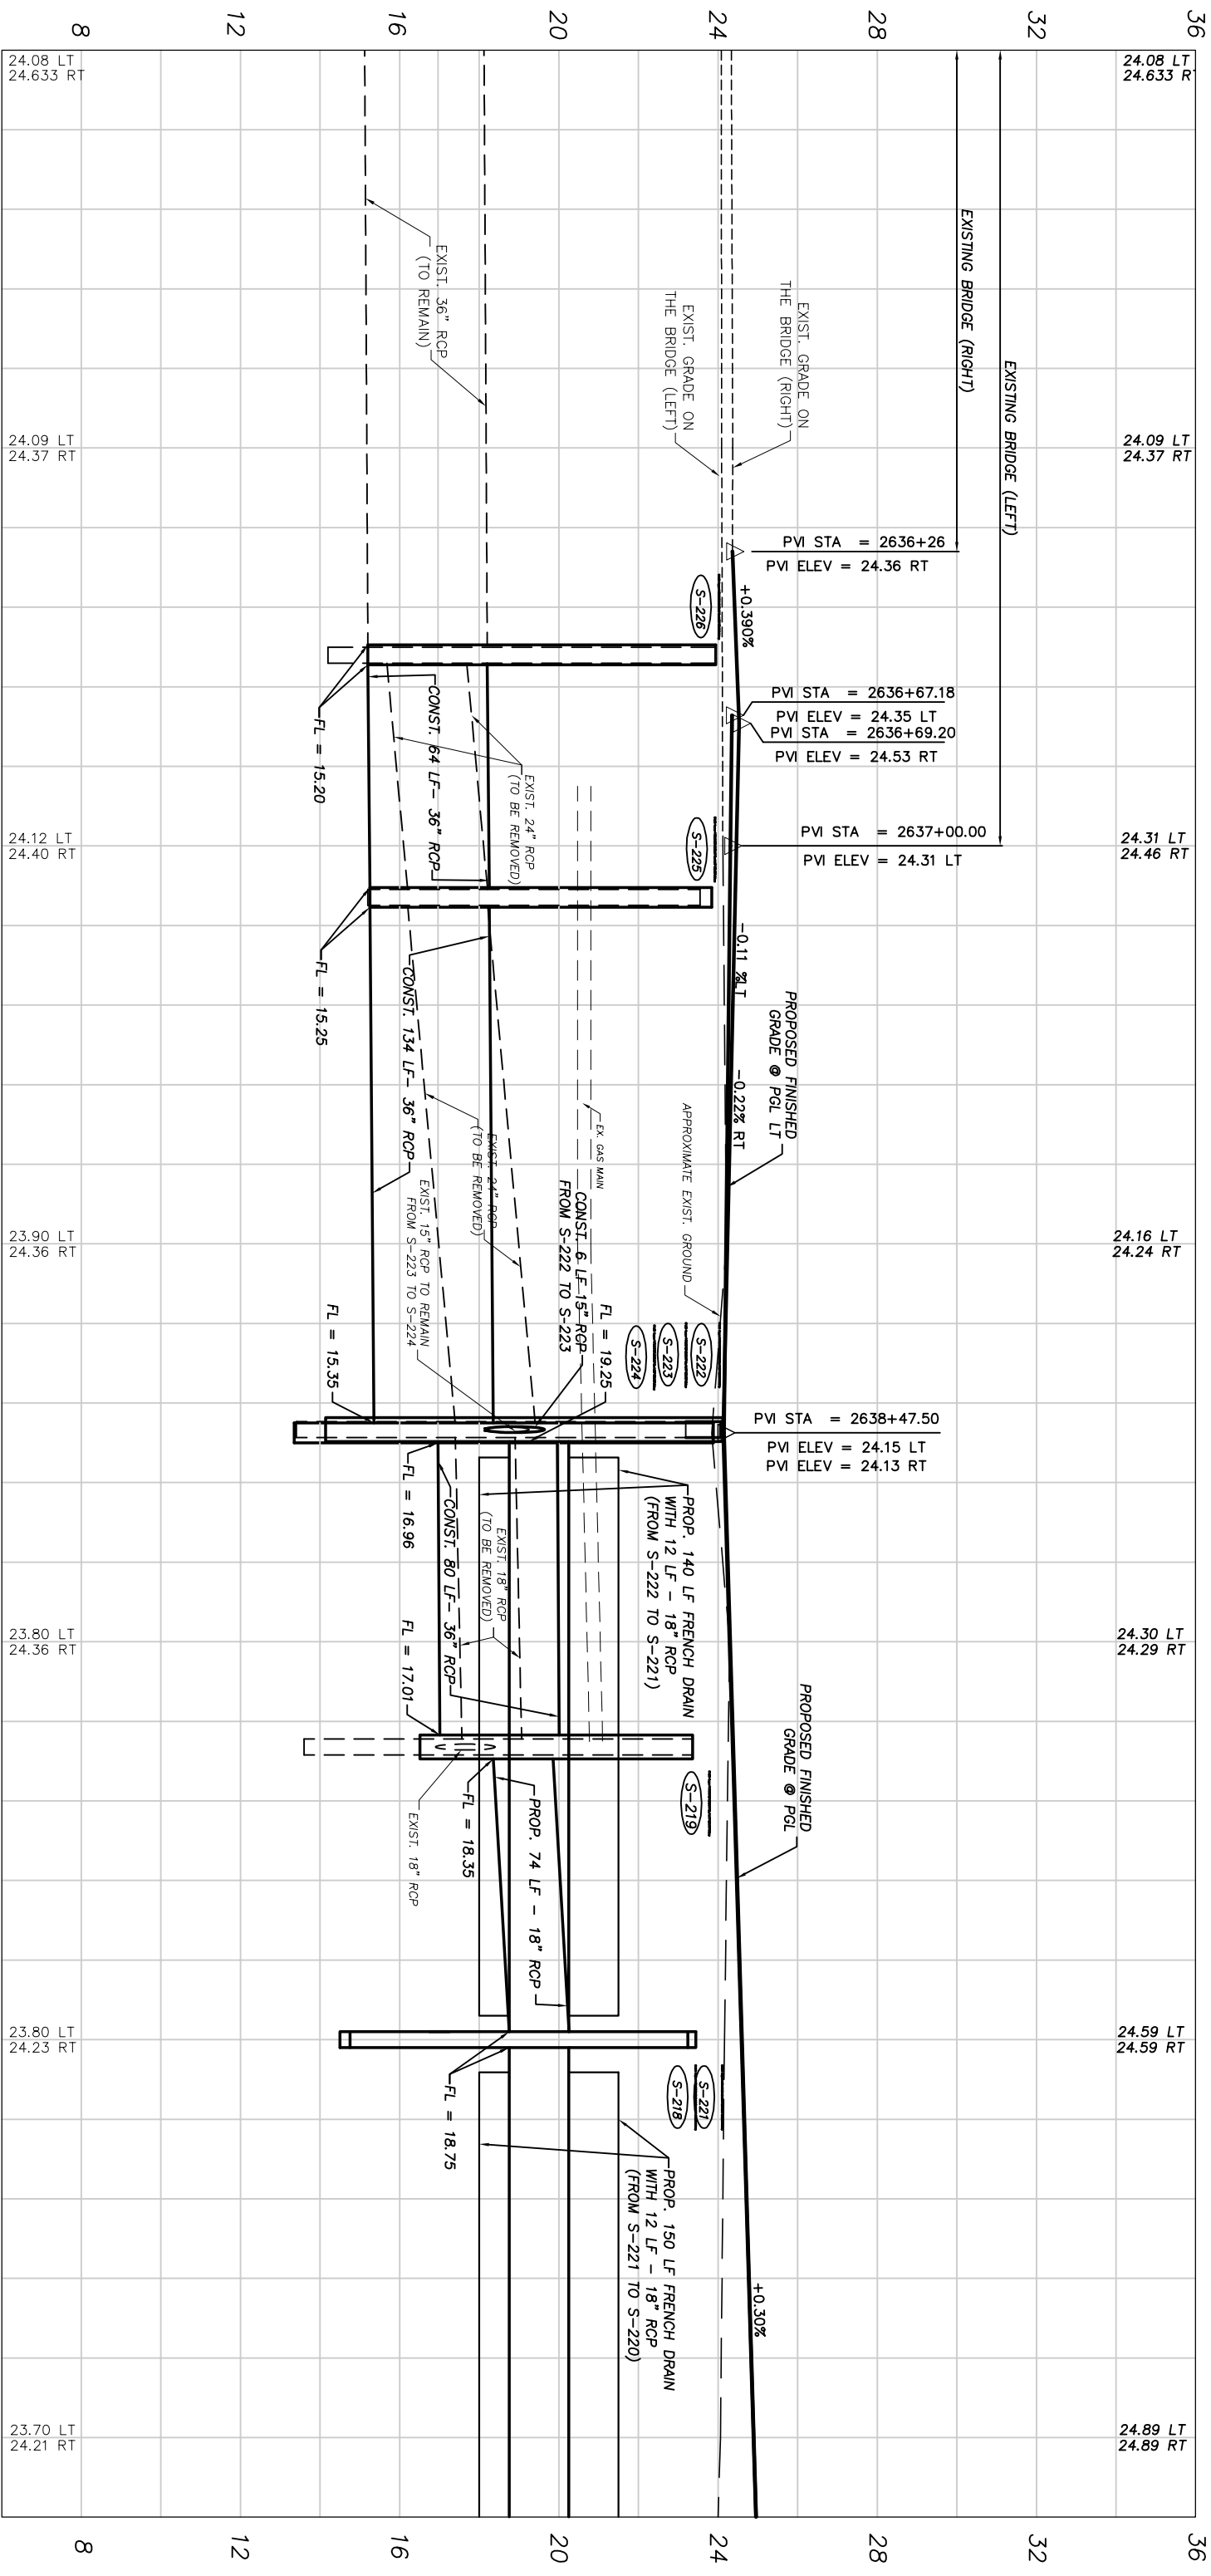 36
32
28
24
20
16
12
8
24.08 LT
24.633 R
24.09 LT
24.37 RT
24.31 LT
24.46 RT
24.16 LT
24.24 RT
24.30 LT
24.29 RT
24.59 LT
24.59 RT
24.89 LT
24.89 RT
EXISTING BRIDGE (LEFT)
EXISTING BRIDGE (RIGHT)
EXIST. GRADE ON
THE BRIDGE (RIGHT)
EXIST. GRADE ON
THE BRIDGE (LEFT)
PVI STA = 2636+26
PVI ELEV = 24.36 RT
+0.390%
PVI STA = 2636+67.18
PVI ELEV = 24.35 LT
PVI STA = 2636+69.20
PVI ELEV = 24.53 RT
PVI STA = 2637+00.00
PVI ELEV = 24.31 LT
-0.11 %LT
-0.22% RT
PROPOSED FINISHED
GRADE @ PGL LT
APPROXIMATE EXIST. GROUND
PVI STA = 2638+47.50
PVI ELEV = 24.15 LT
PVI ELEV = 24.13 RT
PROPOSED FINISHED
GRADE @ PGL
+0.30%
S-226
S-225
S-222
S-223
S-224
S-219
S-221
S-218
EXIST. 36" RCP
(TO REMAIN)
FL = 15.20
CONST. 64 LF- 36" RCP
EXIST. 24" RCP
(TO BE REMOVED)
FL = 15.25
CONST. 134 LF- 36" RCP
EXIST. 24" RCP
(TO BE REMOVED)
EX. GAS MAIN
EXIST. 15" RCP TO REMAIN
FROM S-223 TO S-224
CONST. 6 LF 15" RCP
FROM S-222 TO S-223
FL = 19.25
FL = 15.35
FL = 16.96
CONST. 80 LF- 36" RCP
EXIST. 18" RCP
(TO BE REMOVED)
PROP. 140 LF FRENCH DRAIN
WITH 12 LF - 18" RCP
(FROM S-222 TO S-221)
FL = 17.01
FL = 18.35
EXIST. 18" RCP
PROP. 74 LF - 18" RCP
FL = 18.75
PROP. 150 LF FRENCH DRAIN
WITH 12 LF - 18" RCP
(FROM S-221 TO S-220)
24.08 LT
24.633 RT
24.09 LT
24.37 RT
24.12 LT
24.40 RT
23.90 LT
24.36 RT
23.80 LT
24.36 RT
23.80 LT
24.23 RT
23.70 LT
24.21 RT
36
32
28
24
20
16
12
8